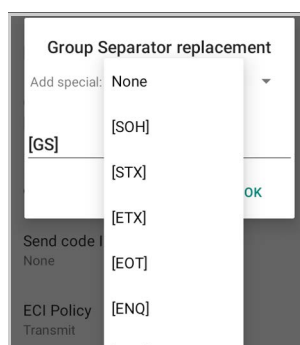 Group Separator replacement
Add special: None
[SOH]
[GS]
[STX]
OK
[ETX]
Send code I
None
[EOT]
ECI Policy
[ENQ]
Transmit